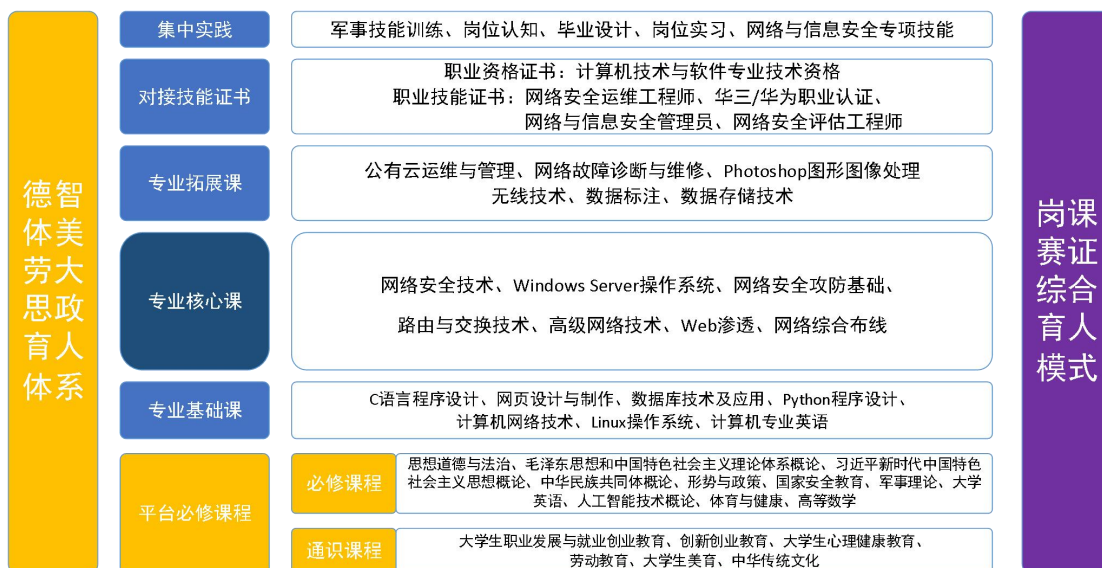 德智
体美
劳大
思政
育人
体系
集中实践
军事技能训练、岗位认知、毕业设计、岗位实习、网络与信息安全专项技能
对接技能证书
职业资格证书：计算机技术与软件专业技术资格
职业技能证书：网络安全运维工程师、华三/华为职业认证、
网络与信息安全管理员、网络安全评估工程师
专业拓展课
公有云运维与管理、网络故障诊断与维修、Photoshop图形图像处理
无线技术、数据标注、数据存储技术
专业核心课
网络安全技术、Windows Server操作系统、网络安全攻防基础、
路由与交换技术、高级网络技术、Web渗透、网络综合布线
专业基础课
C语言程序设计、网页设计与制作、数据库技术及应用、Python程序设计、
计算机网络技术、Linux操作系统、计算机专业英语
平台必修课程
必修课程
思想道德与法治、毛泽东思想和中国特色社会主义理论体系概论、习近平新时代中国特色
社会主义思想概论、中华民族共同体概论、形势与政策、国家安全教育、军事理论、大学
英语、人工智能技术概论、体育与健康、高等数学
通识课程
大学生职业发展与就业创业教育、创新创业教育、大学生心理健康教育、
劳动教育、大学生美育、中华传统文化
岗课
赛证
综合
育人
模式